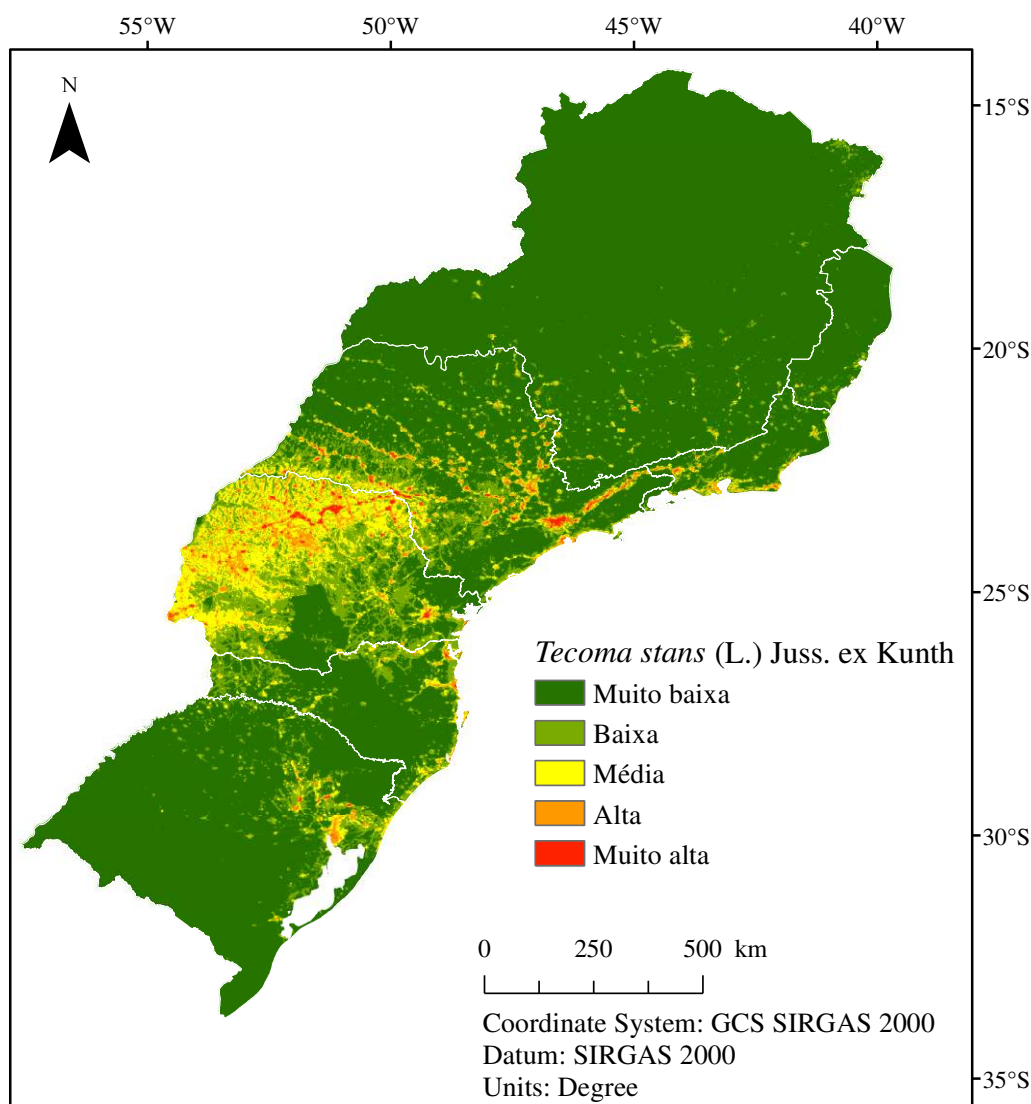 55°W 50°W 45°W 40°W
N
15°S
20°S
25°S
30°S
35°S
Tecoma stans (L.) Juss. ex Kunth
Muito baixa
Baixa
Média
Alta
Muito alta
0 250 500 km
Coordinate System: GCS SIRGAS 2000
Datum: SIRGAS 2000
Units: Degree